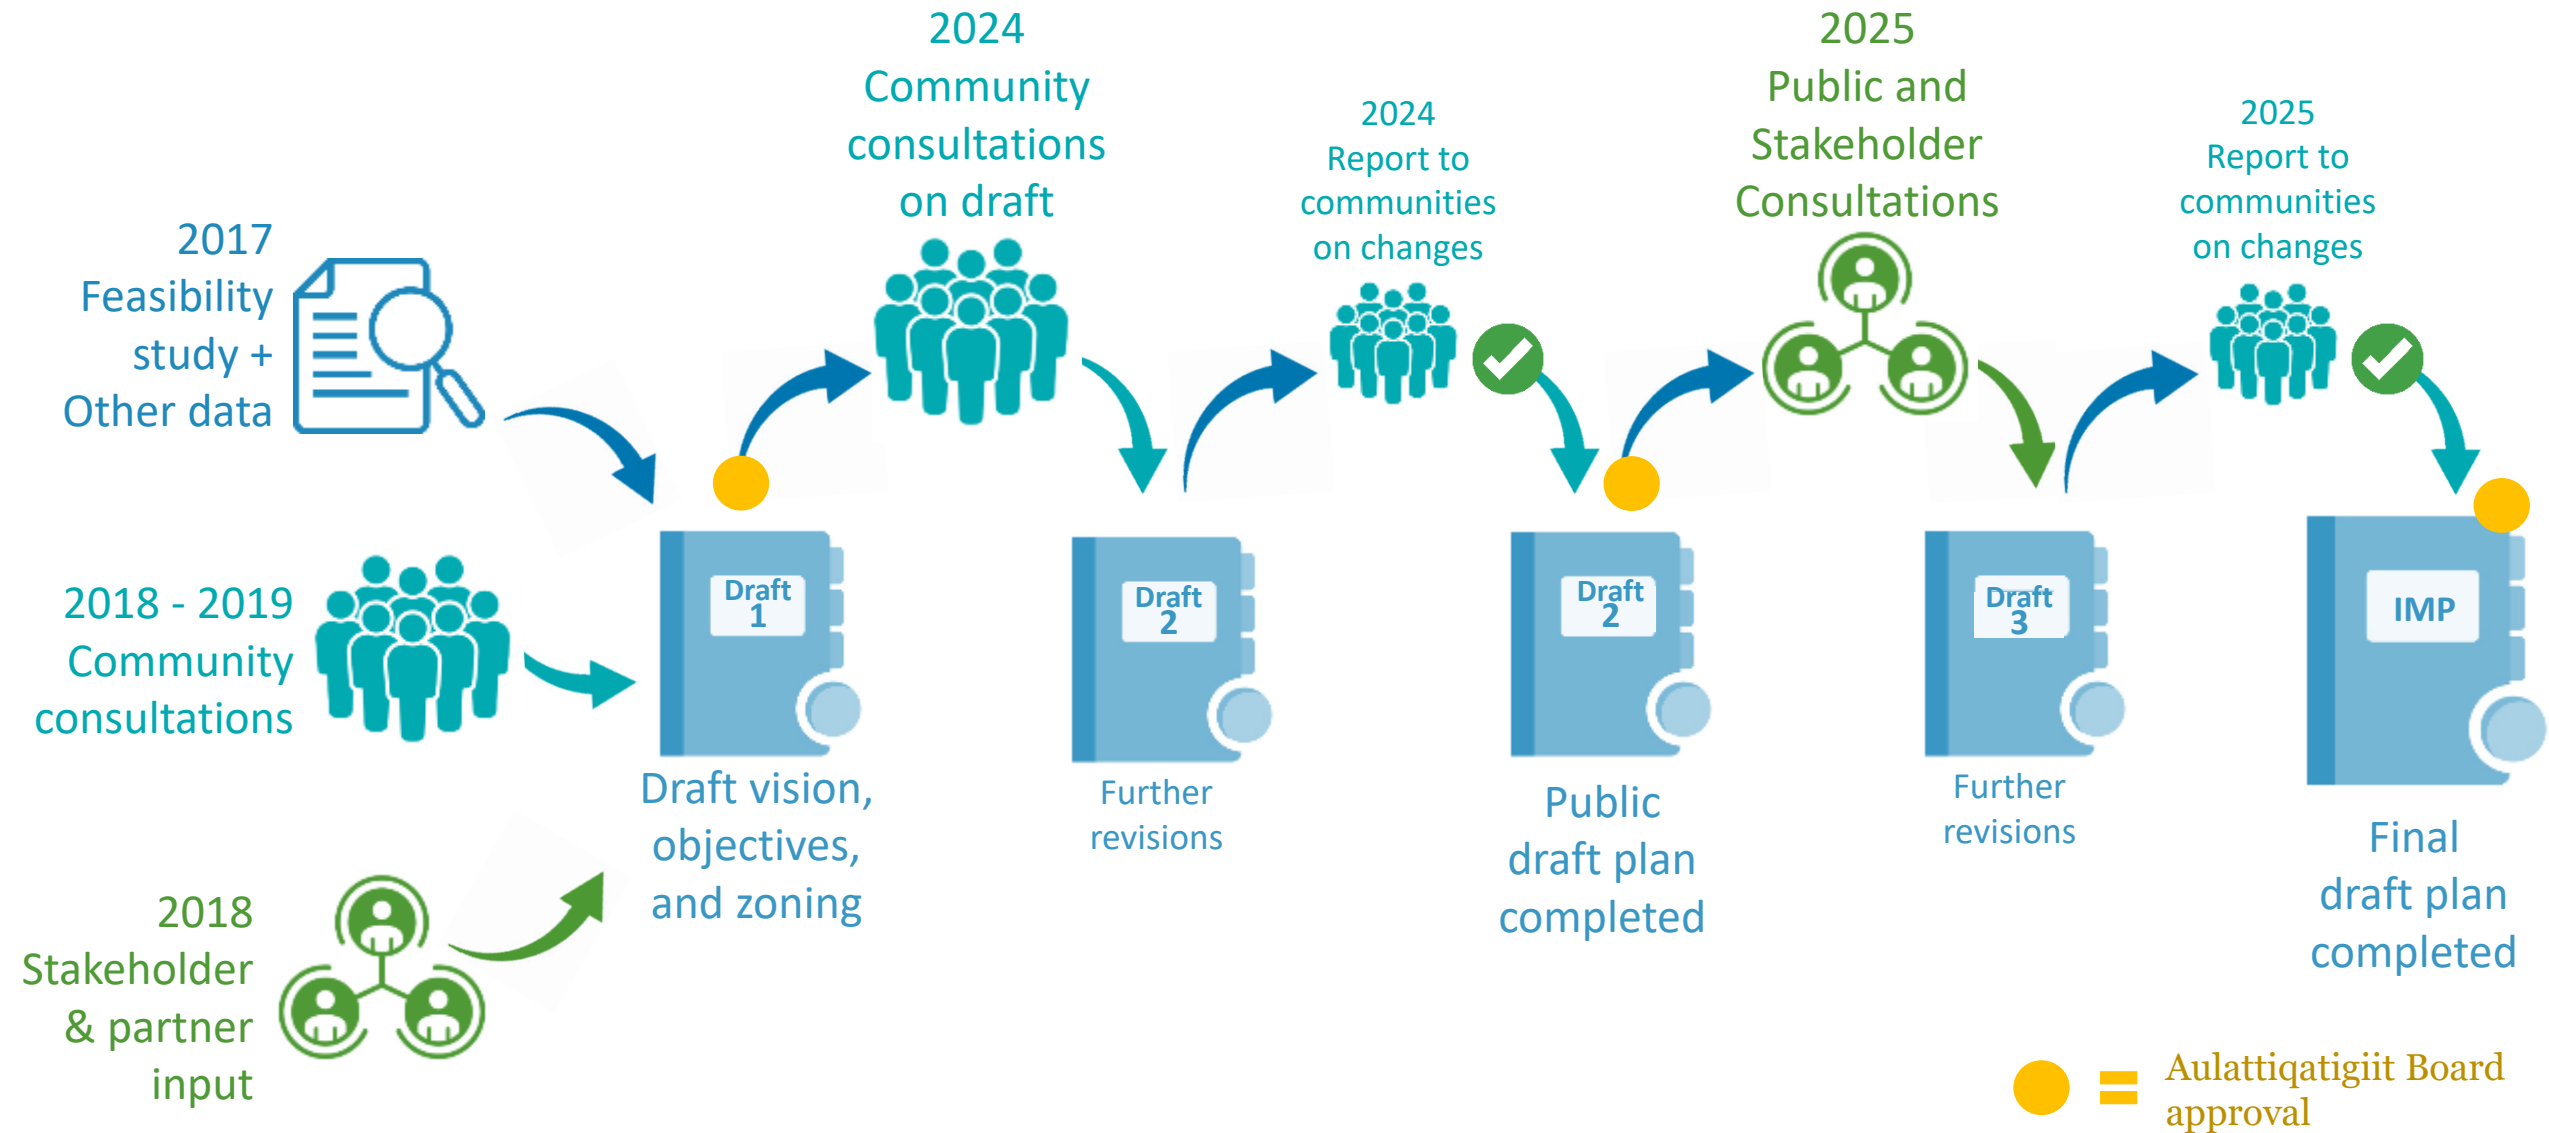 2017
Feasibility
study +
Other data
2018 - 2019
Community
consultations
2018
Stakeholder
& partner
input
Draft
1
Draft vision,
objectives,
and zoning
2024
Community
consultations
on draft
Draft
2
Further
revisions
2024
Report to
communities
on changes
Draft
2
Public
draft plan
completed
2025
Public and
Stakeholder
Consultations
Draft
3
Further
revisions
2025
Report to
communities
on changes
IMP
Final
draft plan
completed
Aulattiqatigiit Board
approval